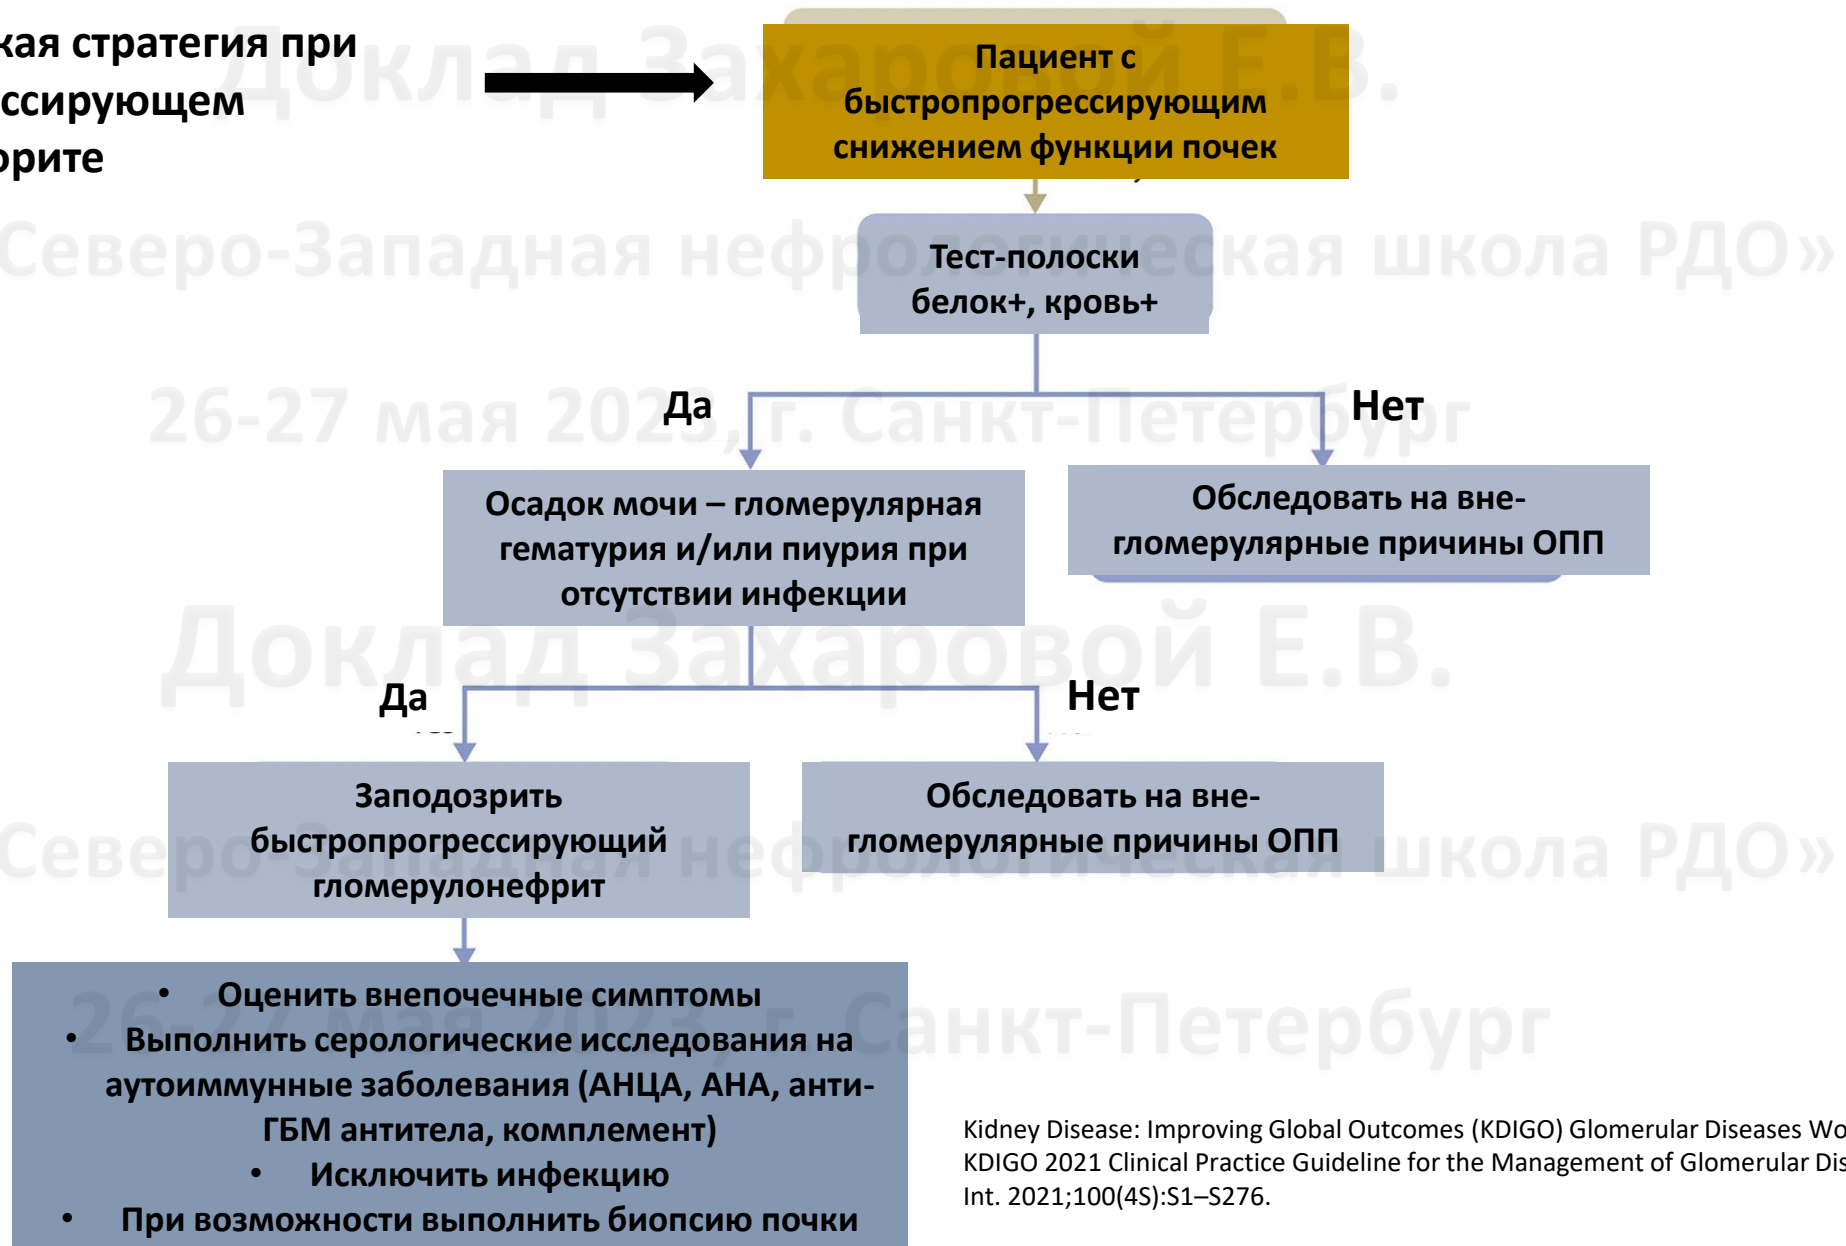 кая стратегия при
ссирующем
орите
Пациент с
быстропрогрессирующим
снижением функции почек
Тест-полоски
белок+, кровь+
Да
Нет
Осадок мочи – гломерулярная
гематурия и/или пиурия при
отсутствии инфекции
Обследовать на вне-
гломерулярные причины ОПП
Да
Нет
Заподозрить
быстропрогрессирующий
гломерулонефрит
Обследовать на вне-
гломерулярные причины ОПП
• Оценить внепочечные симптомы
• Выполнить серологические исследования на
аутоиммунные заболевания (АНЦА, АНА, анти-
ГБМ антитела, комплемент)
• Исключить инфекцию
• При возможности выполнить биопсию почки
Kidney Disease: Improving Global Outcomes (KDIGO) Glomerular Diseases Wo
KDIGO 2021 Clinical Practice Guideline for the Management of Glomerular Dis
Int. 2021;100(4S):S1–S276.
Доклад Захаровой Е.В.
Северо-Западная нефрологическая школа РДО»
26-27 мая 2023, г. Санкт-Петербург
Доклад Захаровой Е.В.
Северо-Западная нефрологическая школа РДО»
26-27 мая 2023, г. Санкт-Петербург